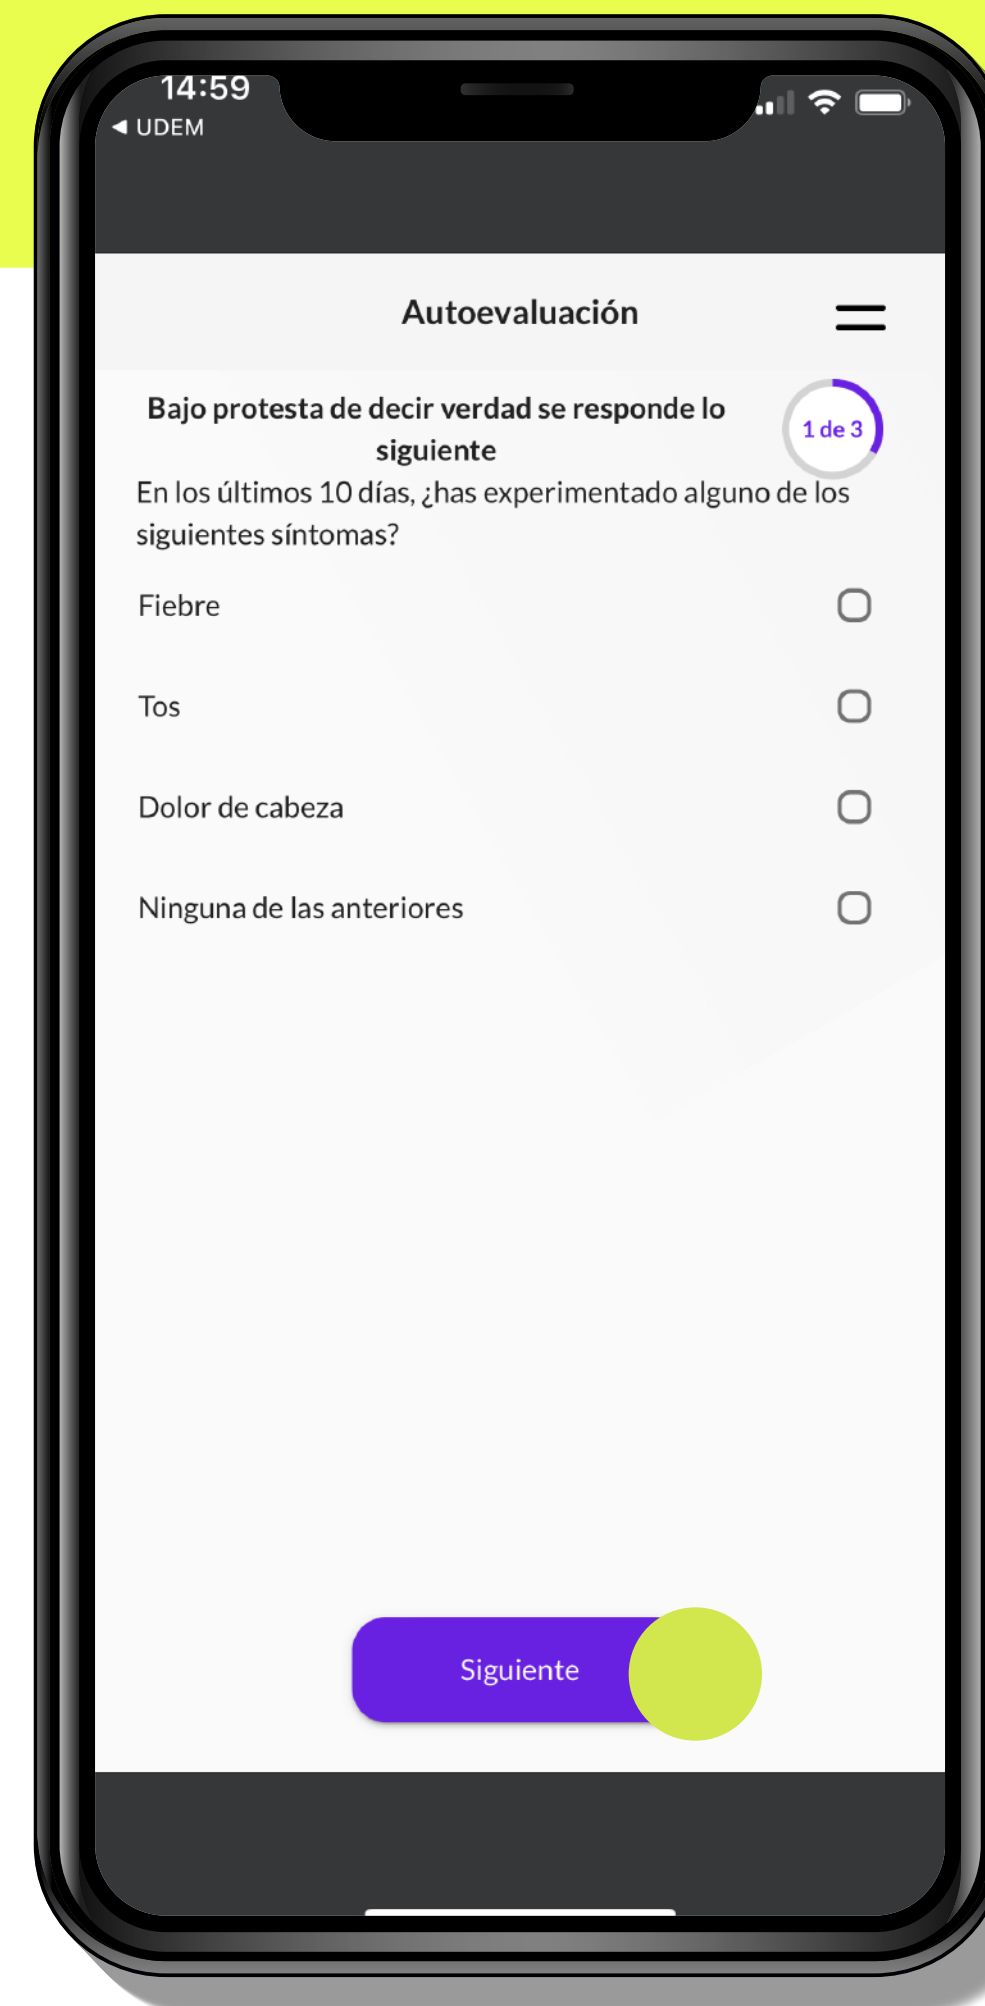 14:59
◀ UDEM
Autoevaluación
Bajo protesta de decir verdad se responde lo
siguiente
1 de 3
En los últimos 10 días, ¿has experimentado alguno de los
siguientes síntomas?
Fiebre
Tos
Dolor de cabeza
Ninguna de las anteriores
Siguiente